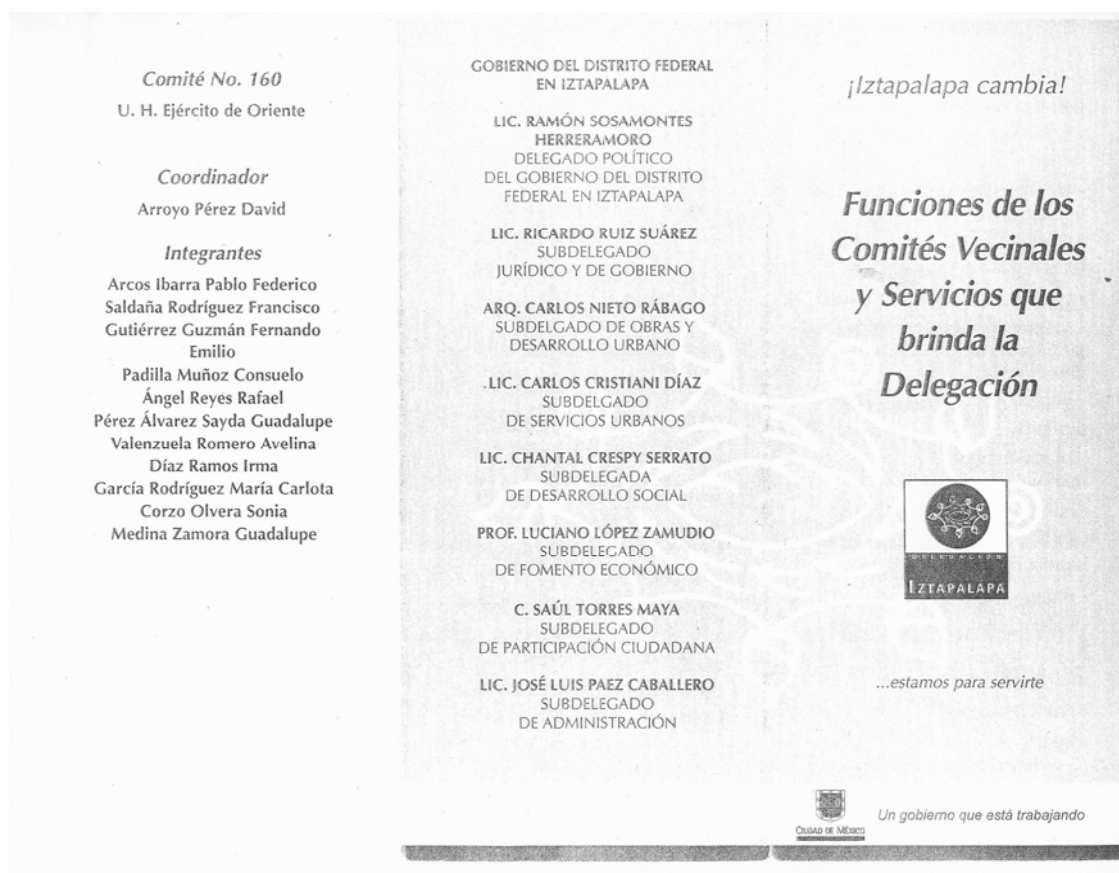 Comité No. 160
U. H. Ejército de Oriente
Coordinador
Arroyo Pérez David
Integrantes
Arcos Ibarra Pablo Federico
Saldaña Rodríguez Francisco
Gutiérrez Guzmán Fernando
Emilio
Padilla Muñoz Consuelo
Ángel Reyes Rafael
Pérez Álvarez Sayda Guadalupe
Valenzuela Romero Avelina
Díaz Ramos Irma
García Rodríguez María Carlota
Corzo Olvera Sonia
Medina Zamora Guadalupe
GOBIERNO DEL DISTRITO FEDERAL
EN IZTAPALAPA
LIC. RAMÓN SOSAMONTES
HERRERAMORO
DELEGADO POLÍTICO
DEL GOBIERNO DEL DISTRITO
FEDERAL EN IZTAPALAPA
LIC. RICARDO RUIZ SUÁREZ
SUBDELEGADO
JURÍDICO Y DE GOBIERNO
ARQ. CARLOS NIETO RÁBAGO
SUBDELGADO DE OBRAS Y
DESARROLLO URBANO
LIC. CARLOS CRISTIANI DÍAZ
SUBDELGADO
DE SERVICIOS URBANOS
LIC. CHANTAL CRESPY SERRATO
SUBDELEGADA
DE DESARROLLO SOCIAL
PROF. LUCIANO LÓPEZ ZAMUDIO
SUBDELEGADO
DE FOMENTO ECONÓMICO
C. SAÚL TORRES MAYA
SUBDELEGADO
DE PARTICIPACIÓN CIUDADANA
LIC. JOSÉ LUIS PAEZ CABALLERO
SUBDELEGADO
DE ADMINISTRACIÓN
¡Iztapalapa cambia!
Funciones de los
Comités Vecinales
y Servicios que
brinda la
Delegación
DELEGACIÓN
IZTAPALAPA
...estamos para servirte
CIUDAD DE MÉXICO
Un gobierno que está trabajando